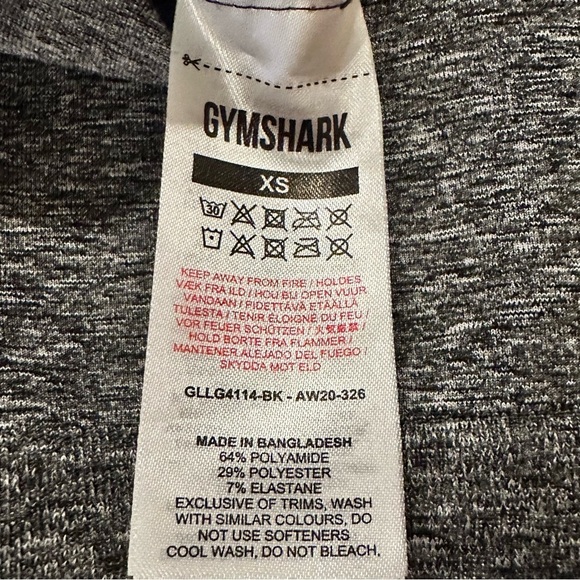 GYMSHARK
XS
30
KEEP AWAY FROM FIRE / HOLDES
VÆK FRA ILD / HOU BIJ OPEN VUUR
VANDAAN / PIDETTÄVÄ ETÄÄLLÄ
TULESTA / TENIR ÉLOIGNÉ DU FEU /
VOR FEUER SCHÜTZEN / 火気厳禁 /
HOLD BORTE FRA FLAMMER /
MANTENER ALEJADO DEL FUEGO /
SKYDDA MOT ELD
GLLG4114-BK - AW20-326
MADE IN BANGLADESH
64% POLYAMIDE
29% POLYESTER
7% ELASTANE
EXCLUSIVE OF TRIMS, WASH
WITH SIMILAR COLOURS, DO
NOT USE SOFTENERS
COOL WASH, DO NOT BLEACH.